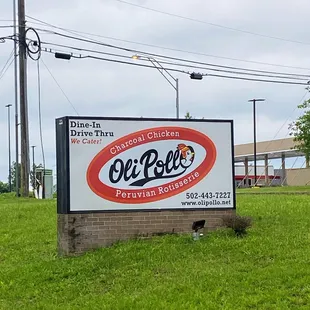 Dine-In
Drive Thru
We Cater!
Charcoal Chicken
Oli Pollo
Peruvian Rotisserie
502-443-7227
www.olipollo.net